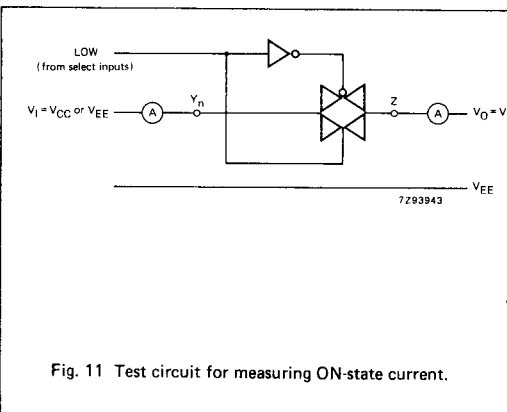 LOW
(from select inputs)
V_I = V_CC or V_EE
A
Y_n
Z
A
V_O = V
V_EE
7Z93943
Fig. 11 Test circuit for measuring ON-state current.